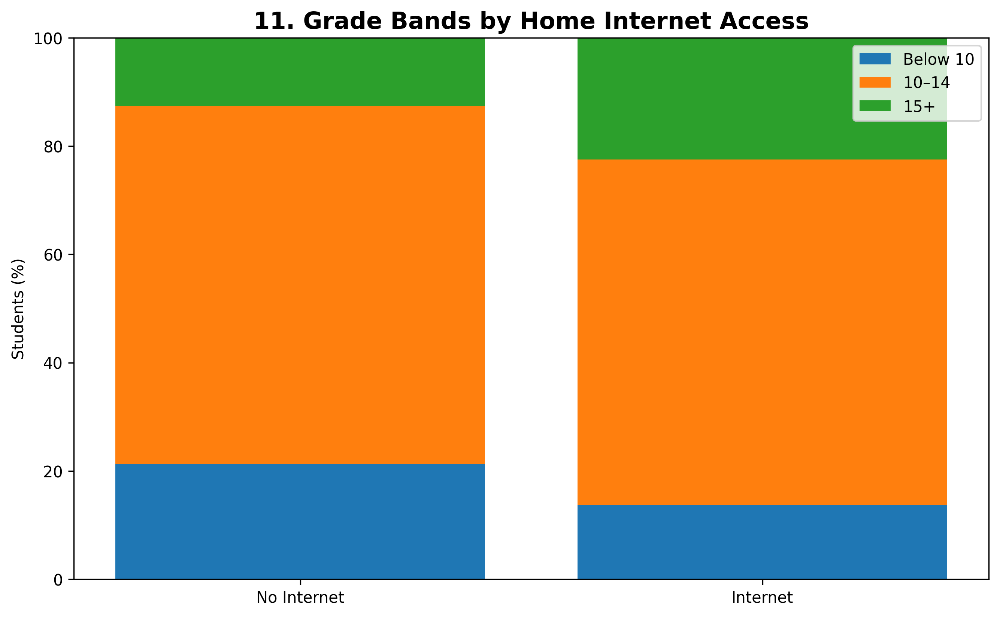 11. Grade Bands by Home Internet Access
100
80
60
40
20
0
Students (%)
Below 10
10–14
15+
No Internet
Internet